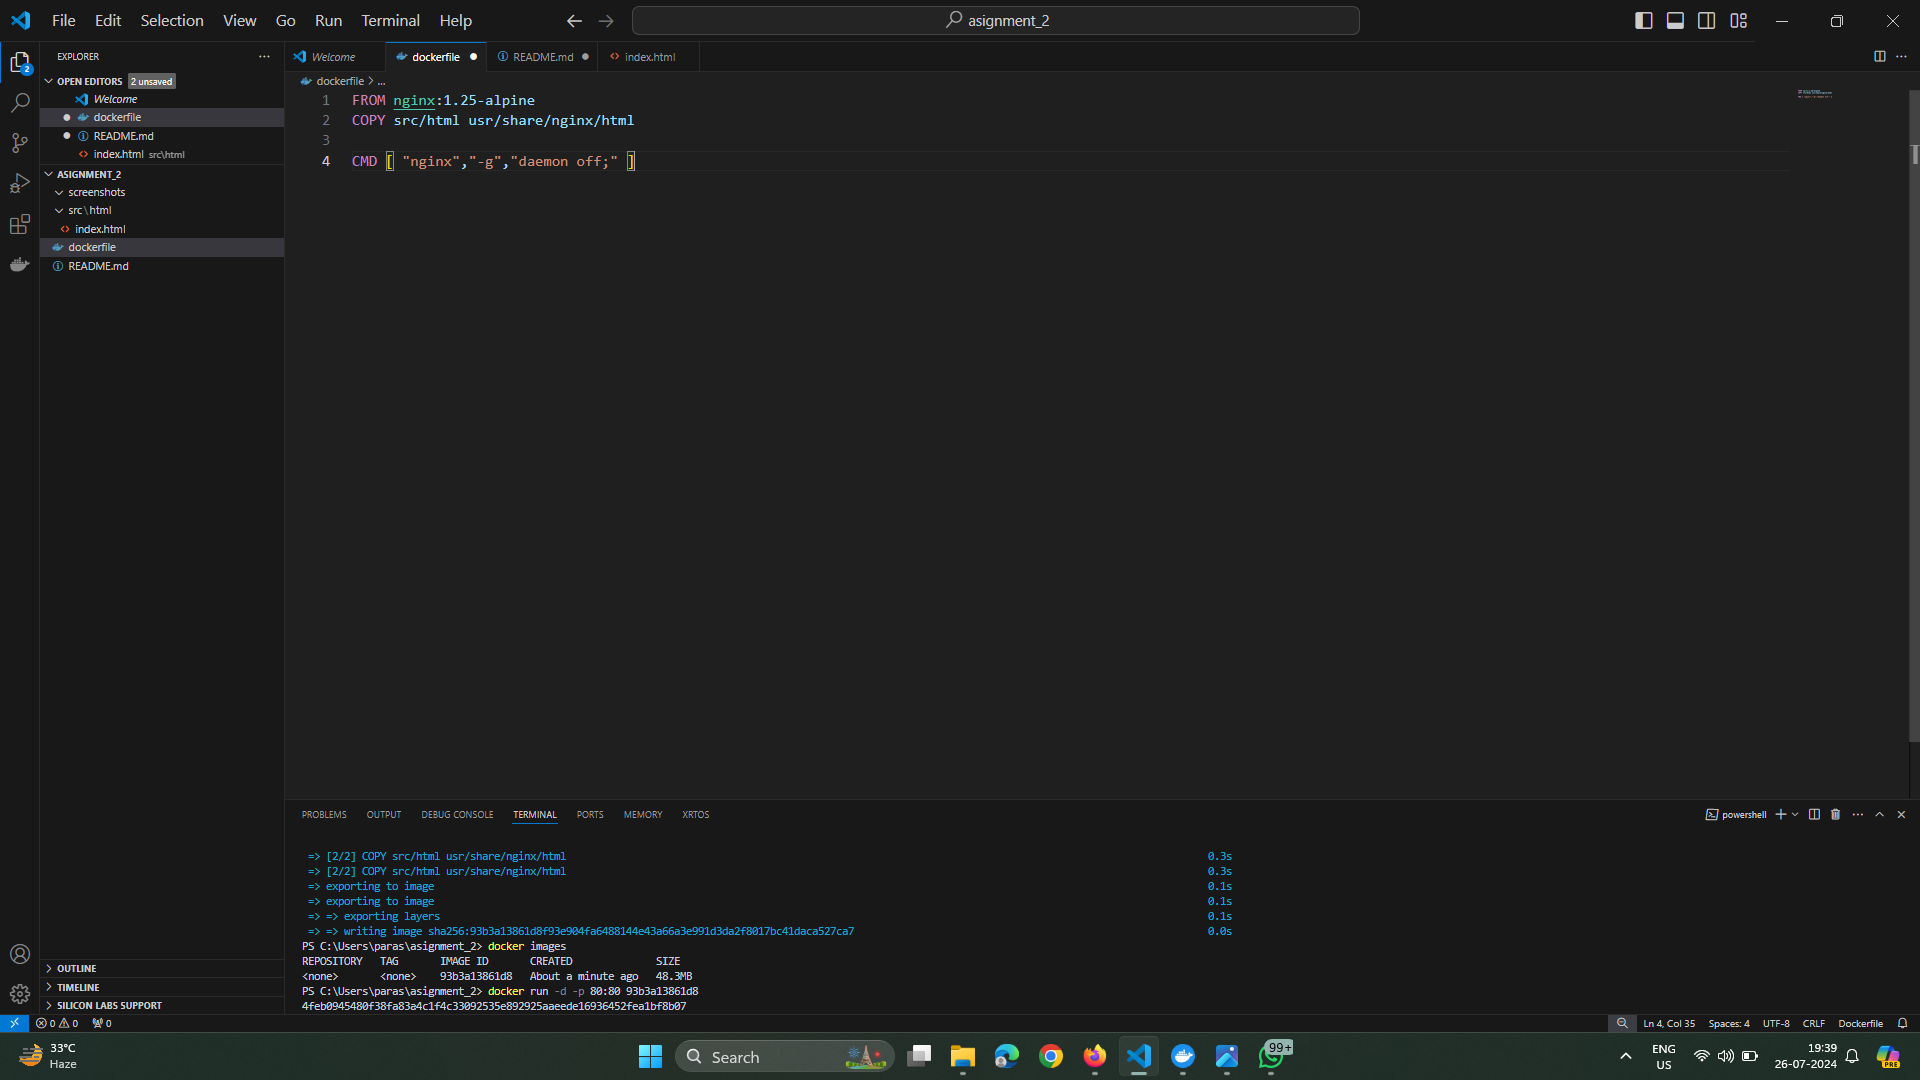 File Edit Selection View Go Run Terminal Help
asignment_2
EXPLORER
OPEN EDITORS 2 unsaved
Welcome
dockerfile
README.md
index.html src\html
ASIGNMENT_2
screenshots
src\html
index.html
dockerfile
README.md
OUTLINE
TIMELINE
SILICON LABS SUPPORT
2
Welcome dockerfile README.md index.html
dockerfile > ...
1 FROM nginx:1.25-alpine
2 COPY src/html usr/share/nginx/html
3
4 CMD [ "nginx","-g","daemon off;" ]
PROBLEMS OUTPUT DEBUG CONSOLE TERMINAL PORTS MEMORY XRTOS
powershell
=> [2/2] COPY src/html usr/share/nginx/html 0.3s
=> [2/2] COPY src/html usr/share/nginx/html 0.3s
=> exporting to image 0.1s
=> exporting to image 0.1s
=> => exporting layers 0.1s
=> => writing image sha256:93b3a13861d8f93e904fa6488144e43a66a3e991d3da2f8017bc41daca527ca7 0.0s
PS C:\Users\paras\asignment_2> docker images
REPOSITORY TAG IMAGE ID CREATED SIZE
<none> <none> 93b3a13861d8 About a minute ago 48.3MB
PS C:\Users\paras\asignment_2> docker run -d -p 80:80 93b3a13861d8
4feb0945480f38fa83a4c1f4c33092535e892925aaeede16936452fea1bf8b07
0 0 0
Ln 4, Col 35 Spaces: 4 UTF-8 CRLF Dockerfile
33°C
Haze
Search
99+
ENG
US
19:39
26-07-2024
PRE